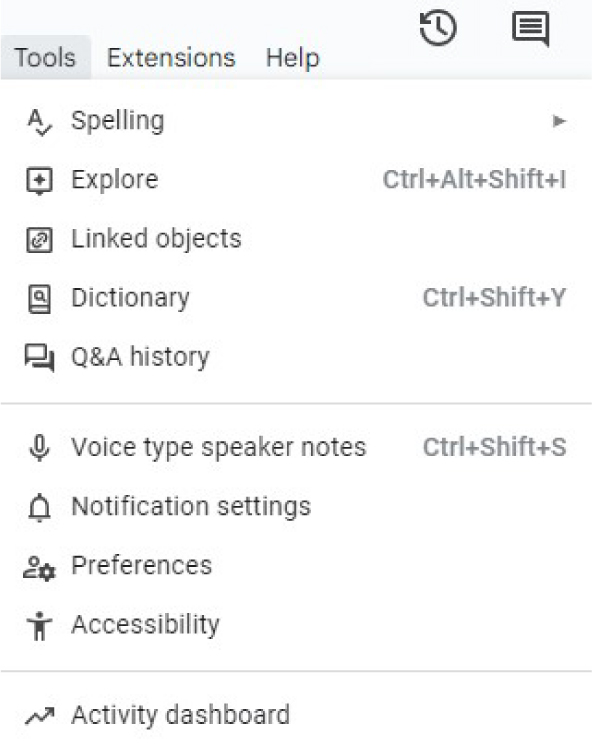 Tools Extensions Help
Spelling ►
Explore Ctrl+Alt+Shift+I
Linked objects
Dictionary Ctrl+Shift+Y
Q&A history
Voice type speaker notes Ctrl+Shift+S
Notification settings
Preferences
Accessibility
Activity dashboard